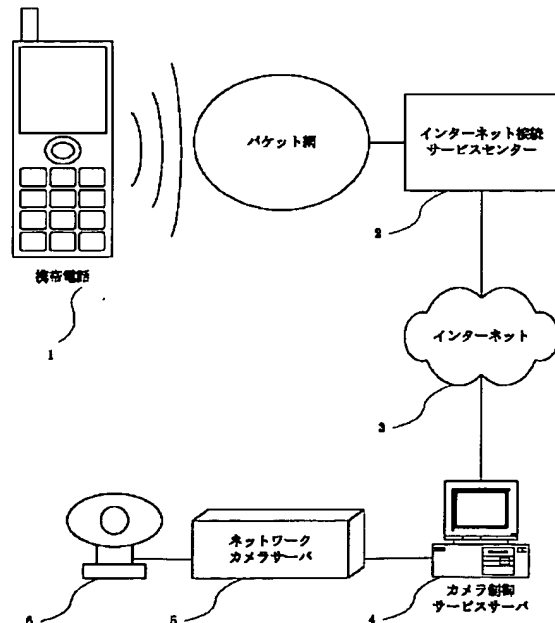 パケット網
インターネット接続
サービスセンター
2
携帯電話
1
インターネット
3
ネットワーク
カメラサーバ
6
5
4
カメラ制御
サービスサーバ